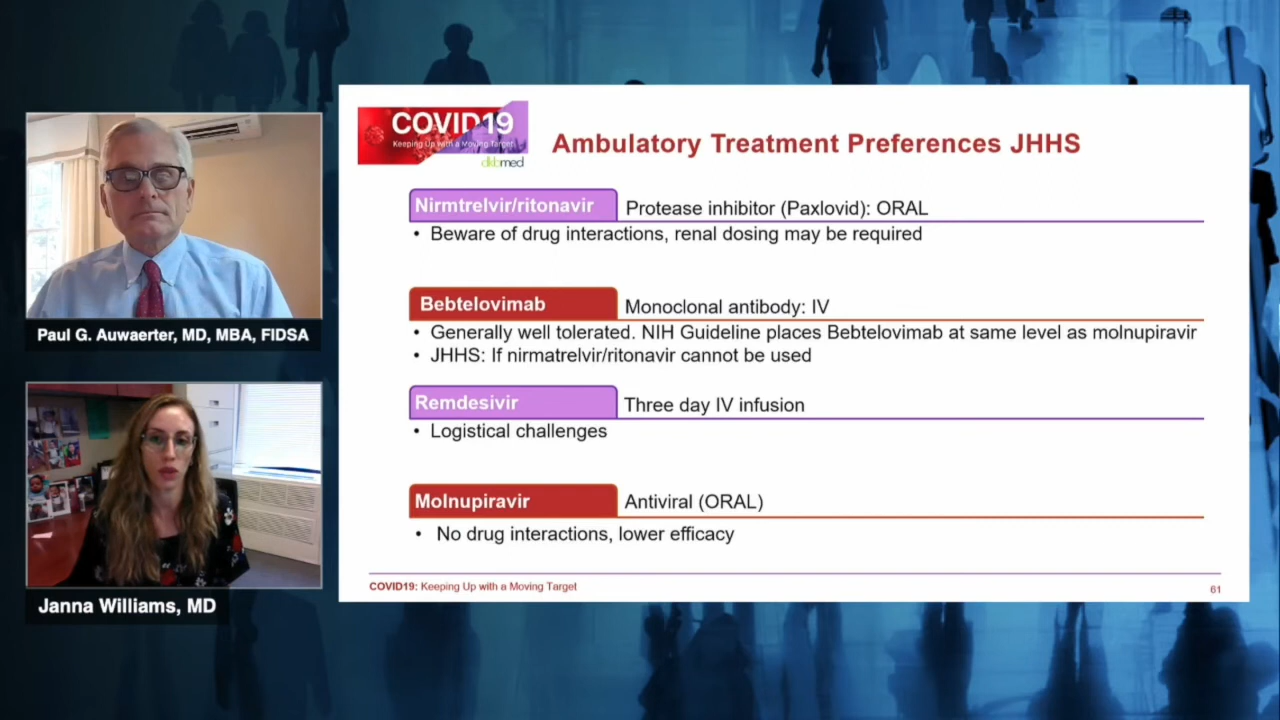 COVID19
Keeping Up with a Moving Target
dkbmed
Ambulatory Treatment Preferences JHHS
Nirmtrelvir/ritonavir Protease inhibitor (Paxlovid): ORAL
• Beware of drug interactions, renal dosing may be required
Bebtelovimab Monoclonal antibody: IV
• Generally well tolerated. NIH Guideline places Bebtelovimab at same level as molnupiravir
• JHHS: If nirmatrelvir/ritonavir cannot be used
Remdesivir Three day IV infusion
• Logistical challenges
Molnupiravir Antiviral (ORAL)
• No drug interactions, lower efficacy
COVID19: Keeping Up with a Moving Target
61
Paul G. Auwaerter, MD, MBA, FIDSA
Janna Williams, MD